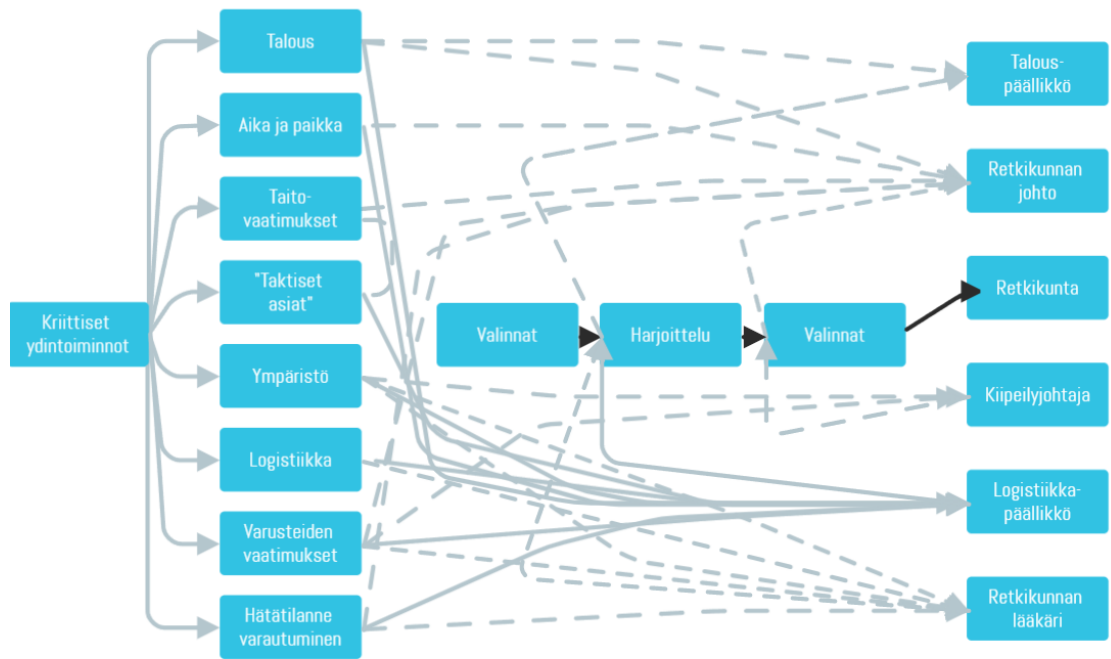 Talous
Aika ja paikka
Taito-
vaatimukset
"Taktiset
asiat"
Kriittiset
ydintoiminnot
Ympäristö
Logistiikka
Varusteiden
vaatimukset
Hätätilanne
varautuminen
Valinnat
Harjoittelu
Valinnat
Talous-
päällikkö
Retkikunnan
johto
Retkikunta
Kiipeilyjohtaja
Logistiikka-
päällikkö
Retkikunnan
lääkäri